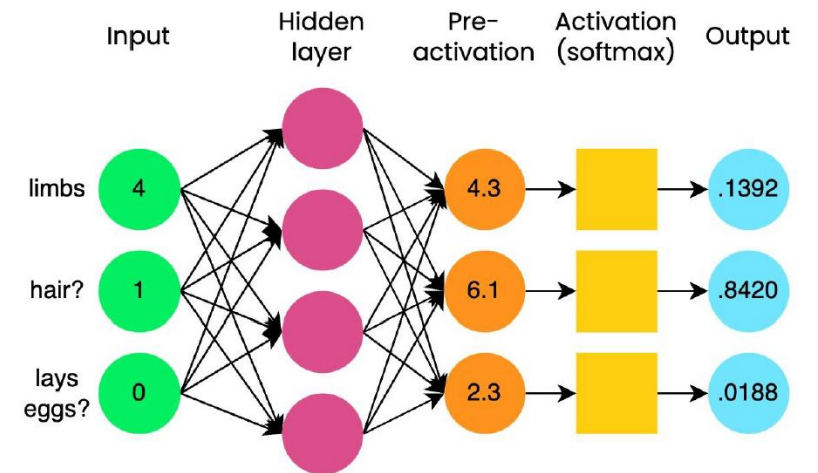 Input
Hidden
layer
Pre-
activation
Activation
(softmax)
Output
limbs
4
4.3
.1392
hair?
1
6.1
.8420
lays
eggs?
0
2.3
.0188